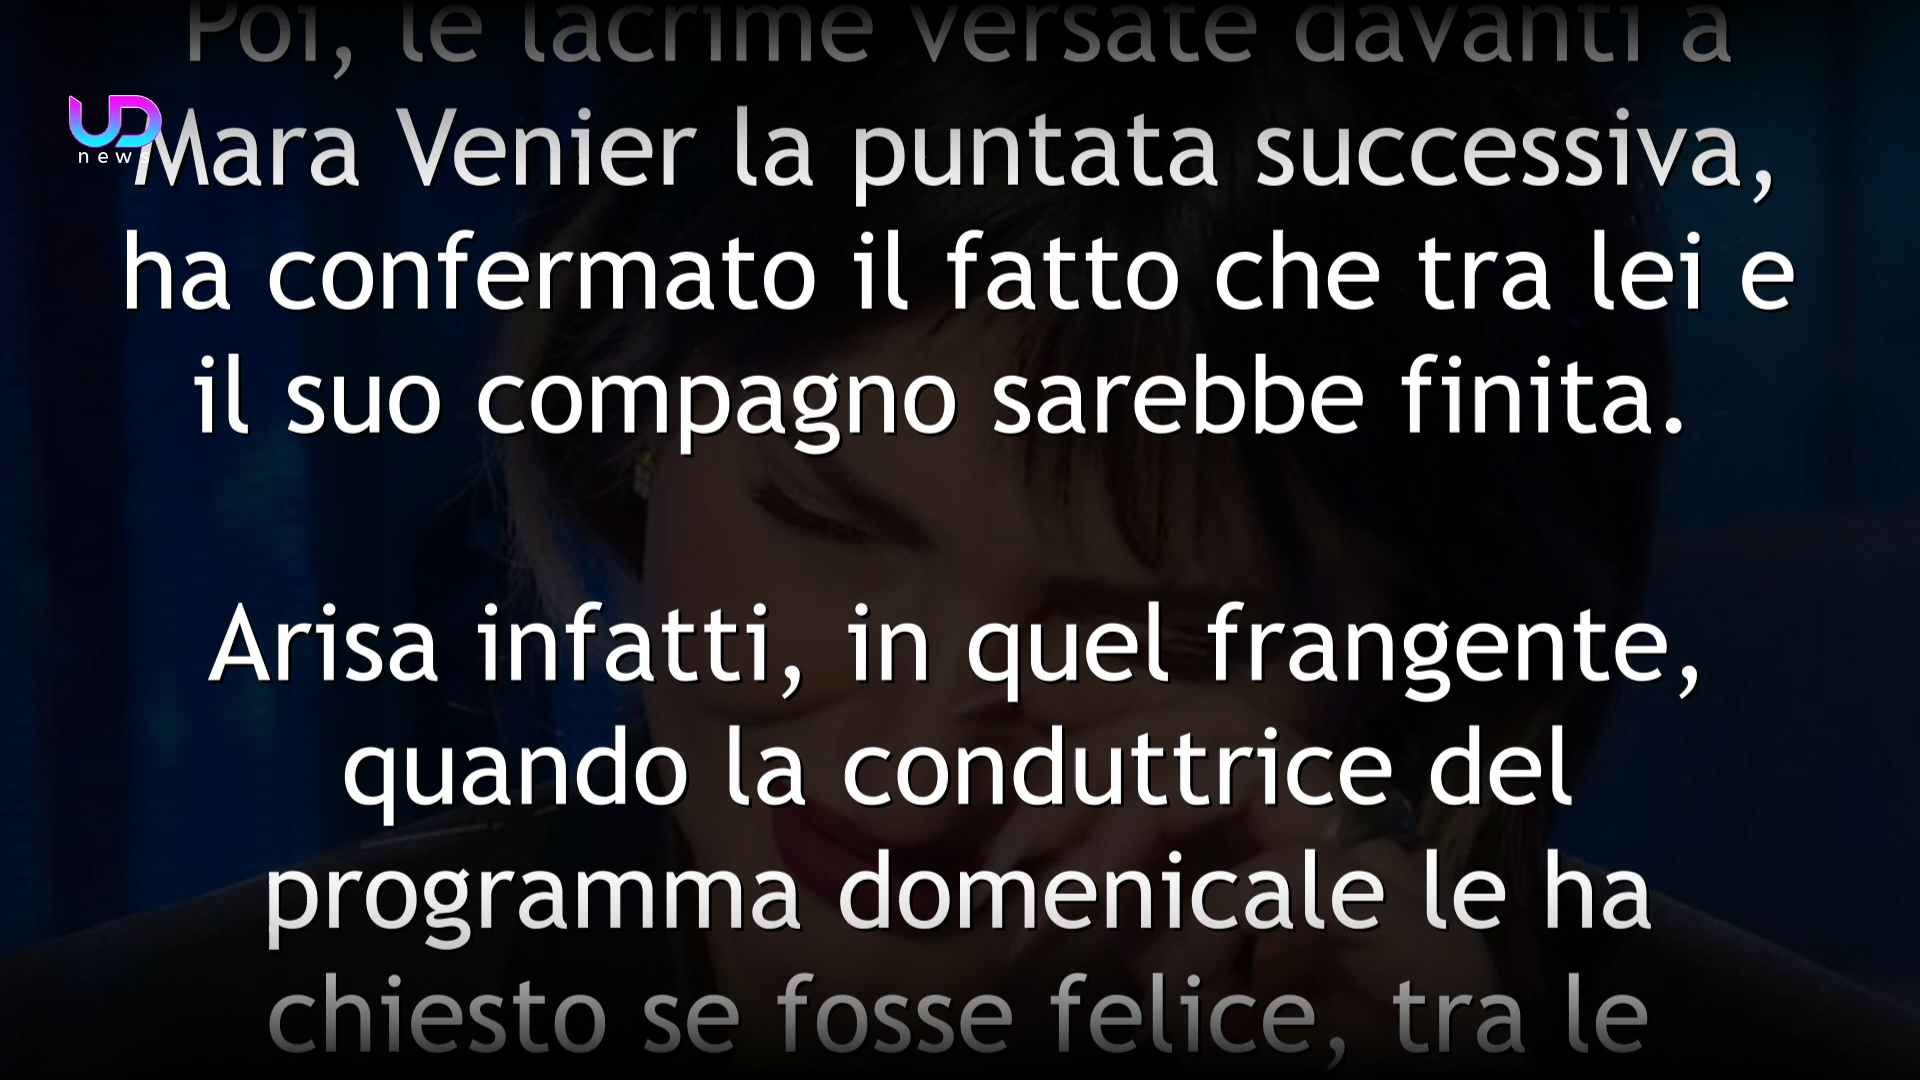 Poi, le lacrime versate davanti a
UD
news
Mara Venier la puntata successiva,
ha confermato il fatto che tra lei e
il suo compagno sarebbe finita.
Arisa infatti, in quel frangente,
quando la conduttrice del
programma domenicale le ha
chiesto se fosse felice, tra le